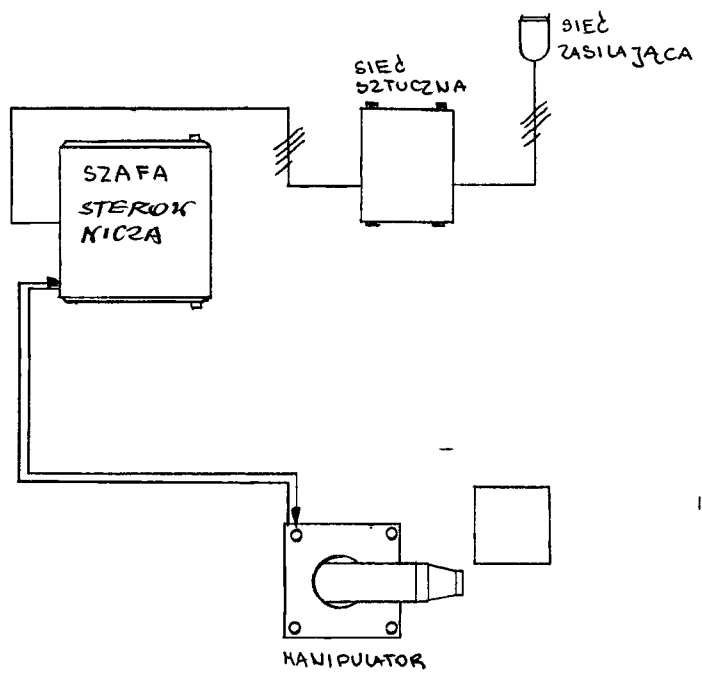 SIEĆ
ZASILAJĄCA
SIEĆ
SZTUCZNA
SZAFA
STEROW
NICZA
MANIPULATOR